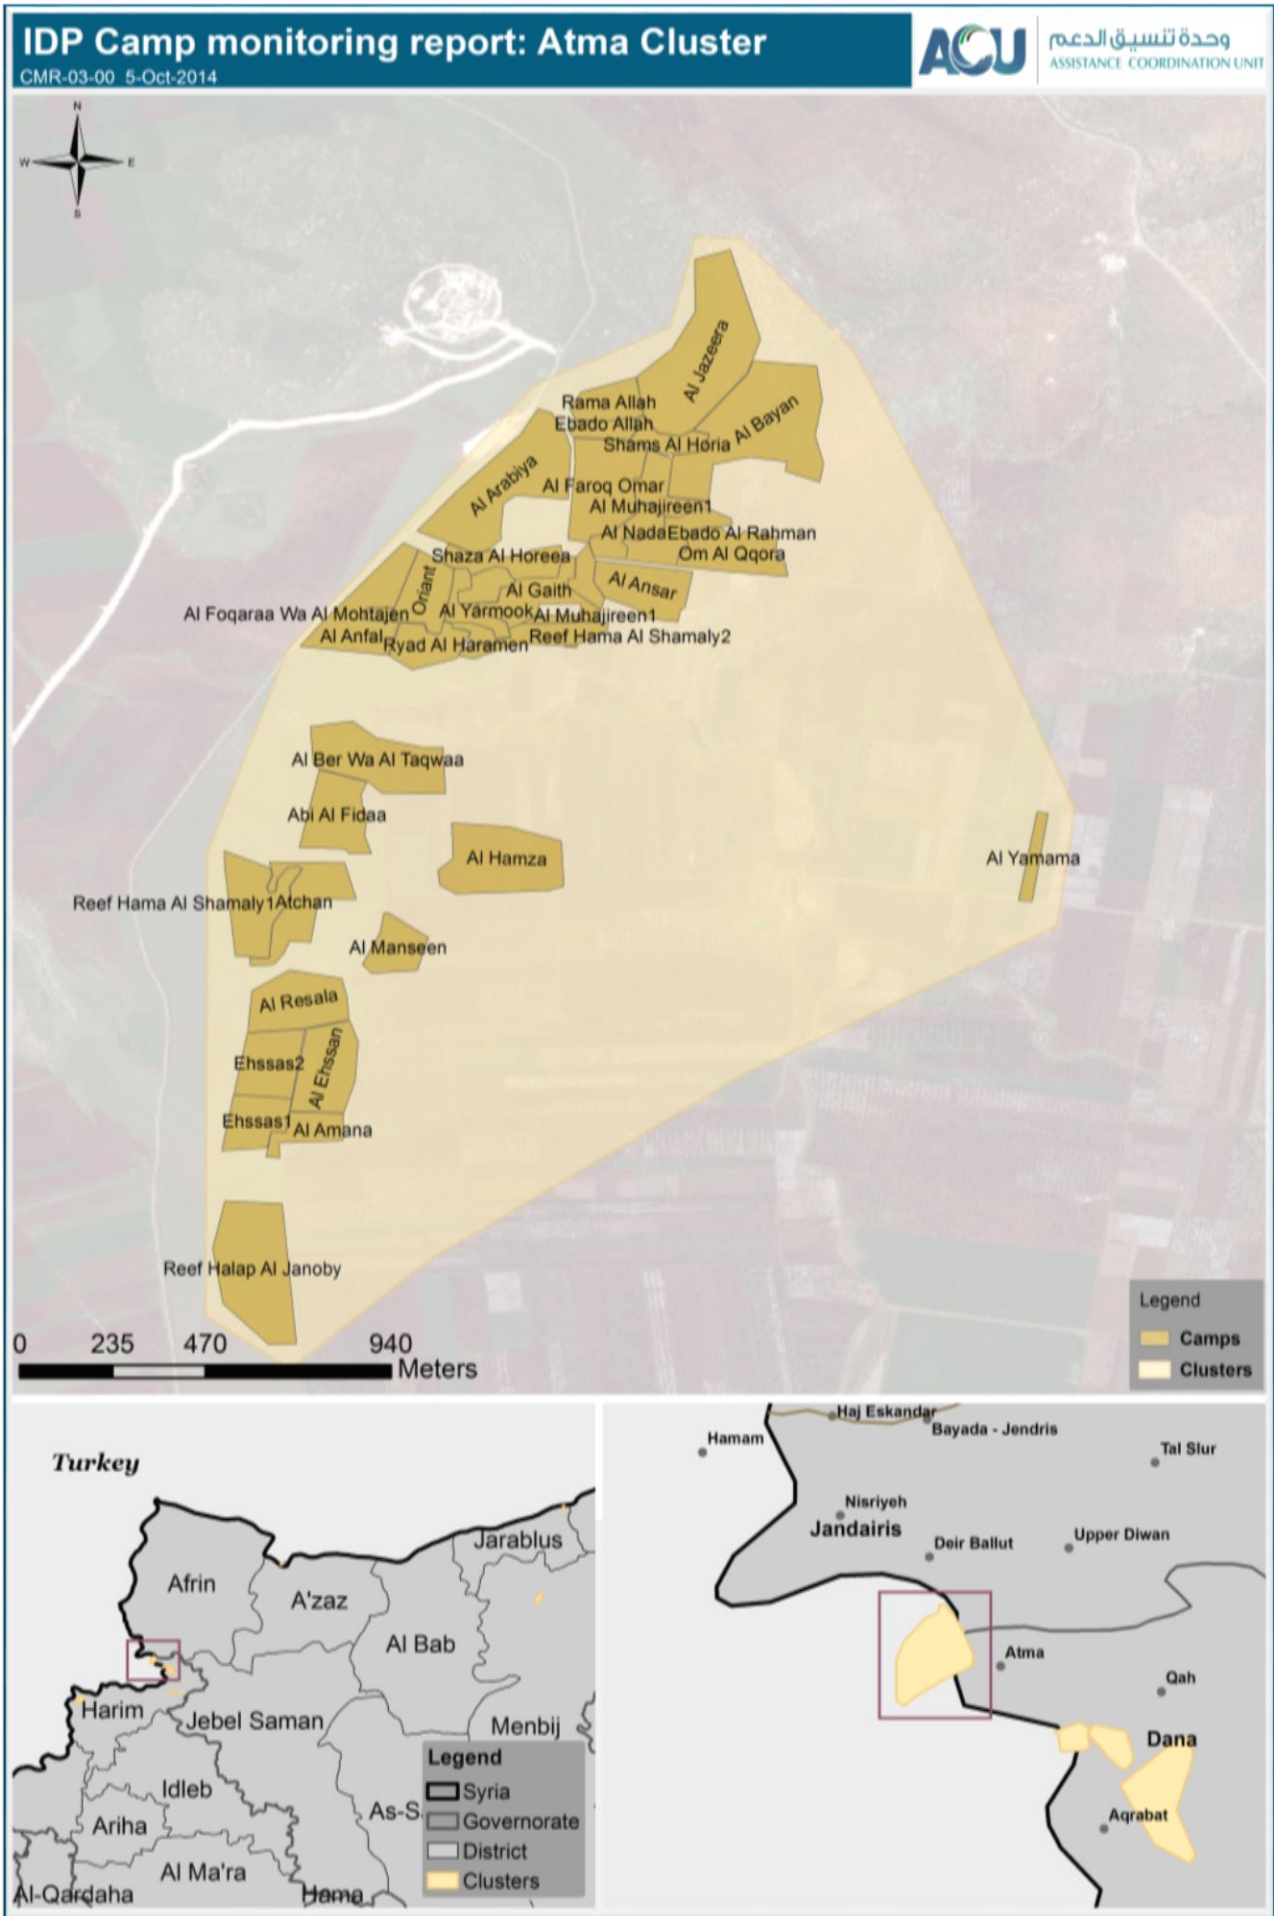 IDP Camp monitoring report: Atma Cluster
CMR-03-00 5-Oct-2014
ACU
وحدة تنسيق الدعم
ASSISTANCE COORDINATION UNIT
N
W
E
S
Al Jazeera
Rama Allah
Ebado Allah
Al Bayan
Shams Al Horia
Al Arabiya
Al Faroq Omar
Al Muhajireen1
Al Nada
Ebado Al Rahman
Om Al Qqora
Shaza Al Horeea
Oriant
Al Gaith
Al Ansar
Al Foqaraa Wa Al Mohtajen
Al Yarmook
Al Muhajireen1
Al Anfal
Ryad Al Haramen
Reef Hama Al Shamaly2
Al Ber Wa Al Taqwaa
Abi Al Fidaa
Al Hamza
Al Yamama
Reef Hama Al Shamaly1
Atchan
Al Manseen
Al Resala
Ehssas2
Al Ehssan
Ehssas1
Al Amana
Reef Halap Al Janoby
0 235 470 940
Meters
Legend
Camps
Clusters
Turkey
Jarablus
Afrin
A'zaz
Al Bab
Harim
Jebel Saman
Menbij
Idleb
As-S
Ariha
Al Ma'ra
Al-Qardaha
Hama
Legend
Syria
Governorate
District
Clusters
Haj Eskandar
Bayada - Jendris
Hamam
Tal Slur
Nisriyeh
Jandairis
Deir Ballut
Upper Diwan
Atma
Qah
Dana
Aqrabat